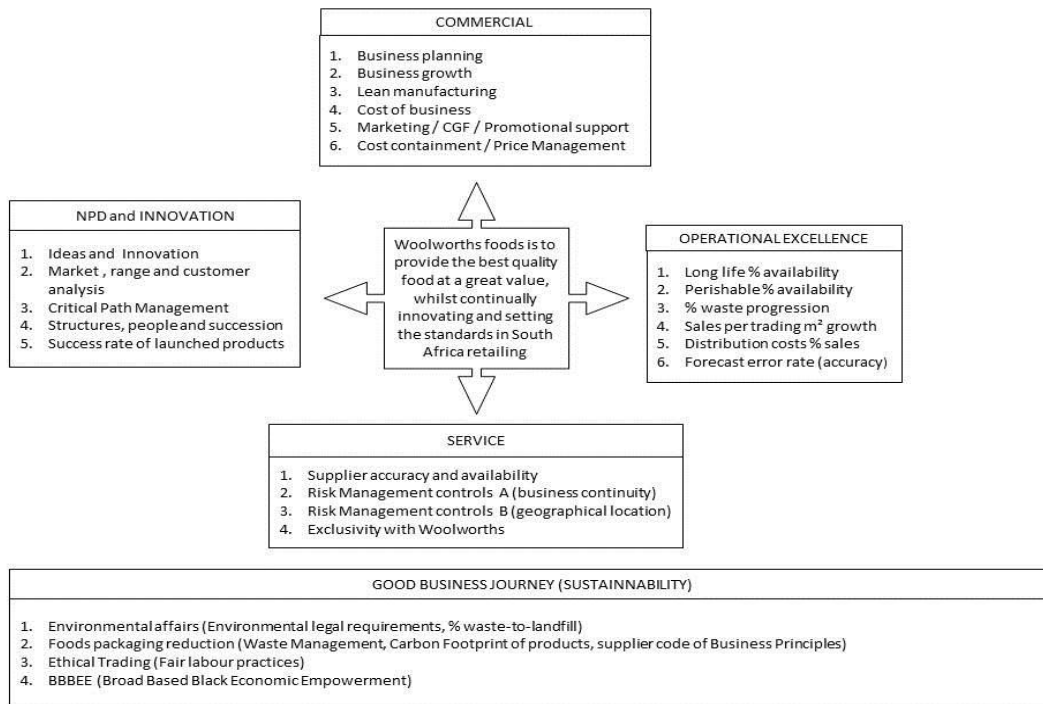 COMMERCIAL
1. Business planning
2. Business growth
3. Lean manufacturing
4. Cost of business
5. Marketing / CGF / Promotional support
6. Cost containment / Price Management
NPD and INNOVATION
1. Ideas and Innovation
2. Market , range and customer
analysis
3. Critical Path Management
4. Structures, people and succession
5. Success rate of launched products
Woolworths foods is to
provide the best quality
food at a great value,
whilst continually
innovating and setting
the standards in South
Africa retailing
OPERATIONAL EXCELLENCE
1. Long life % availability
2. Perishable % availability
3. % waste progression
4. Sales per trading m² growth
5. Distribution costs % sales
6. Forecast error rate (accuracy)
SERVICE
1. Supplier accuracy and availability
2. Risk Management controls A (business continuity)
3. Risk Management controls B (geographical location)
4. Exclusivity with Woolworths
GOOD BUSINESS JOURNEY (SUSTAINNABILITY)
1. Environmental affairs (Environmental legal requirements, % waste-to-landfill)
2. Foods packaging reduction (Waste Management, Carbon Footprint of products, supplier code of Business Principles)
3. Ethical Trading (Fair labour practices)
4. BBBEE (Broad Based Black Economic Empowerment)